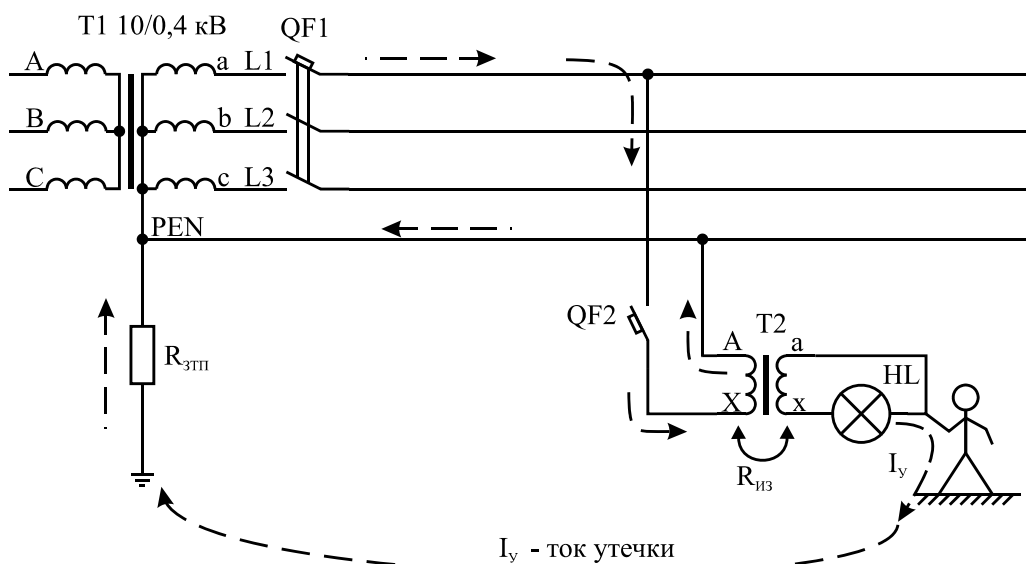 T1 10/0,4 кВ
QF1
A
a
L1
B
b
L2
C
c
L3
PEN
QF2
T2
A
a
R_ЗТП
HL
X
x
I_У
R_ИЗ
I_У - ток утечки